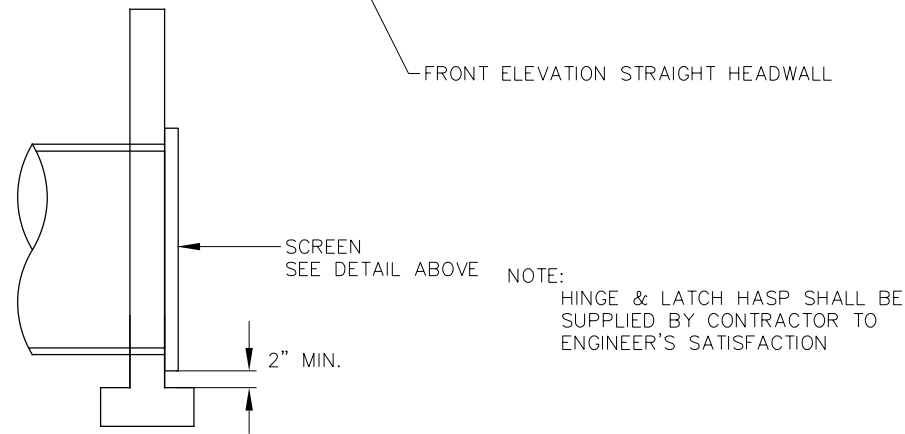 FRONT ELEVATION STRAIGHT HEADWALL
SCREEN
SEE DETAIL ABOVE
NOTE:
HINGE & LATCH HASP SHALL BE
SUPPLIED BY CONTRACTOR TO
ENGINEER'S SATISFACTION
2" MIN.